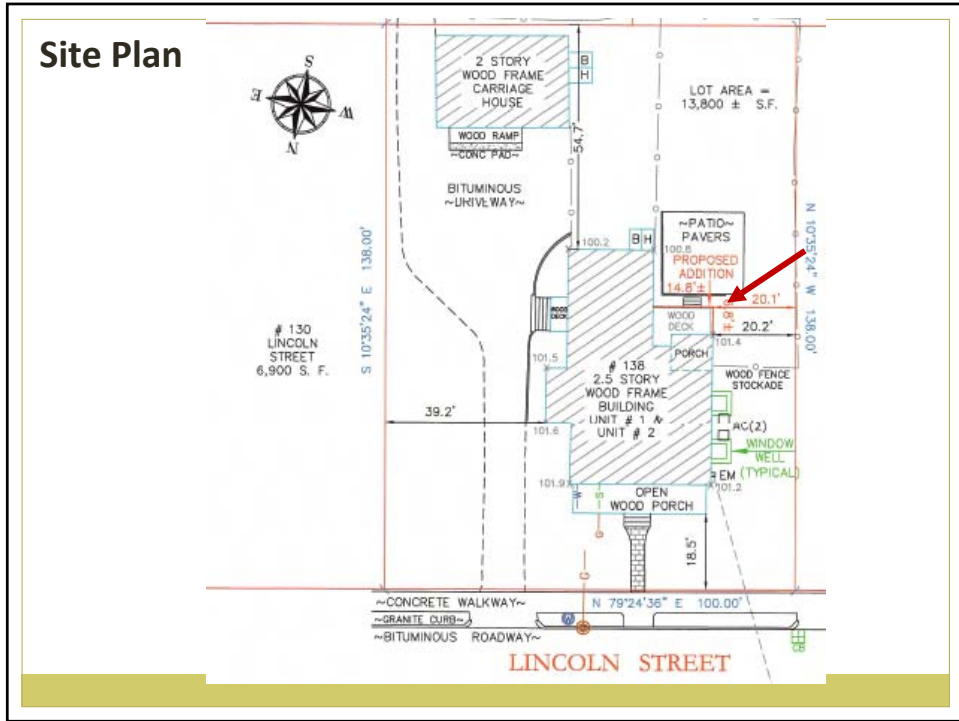 Site Plan
S
E
W
N
2 STORY
WOOD FRAME
CARRIAGE
HOUSE
B
H
LOT AREA =
13,800 ± S.F.
WOOD RAMP
~CONC PAD~
54.7'
BITUMINOUS
~DRIVEWAY~
~PATIO~
PAVERS
100.2
B H
100.8
PROPOSED
ADDITION
14.8'±
20.1'
N 10°35'24" W 138.00'
S 10°35'24" E 138.00'
WOOD
DECK
WOOD
DECK
20.2'
101.4
# 130
LINCOLN
STREET
6,900 S. F.
101.5
PORCH
# 138
2.5 STORY
WOOD FRAME
BUILDING
UNIT # 1 &
UNIT # 2
WOOD FENCE
STOCKADE
39.2'
101.6
AC(2)
WINDOW
WELL
(TYPICAL)
EM
101.9
101.2
W
S
OPEN
WOOD PORCH
18.5'
G
~CONCRETE WALKWAY~
N 79°24'36" E 100.00'
~GRANITE CURB~
W
~BITUMINOUS ROADWAY~
CB
LINCOLN STREET